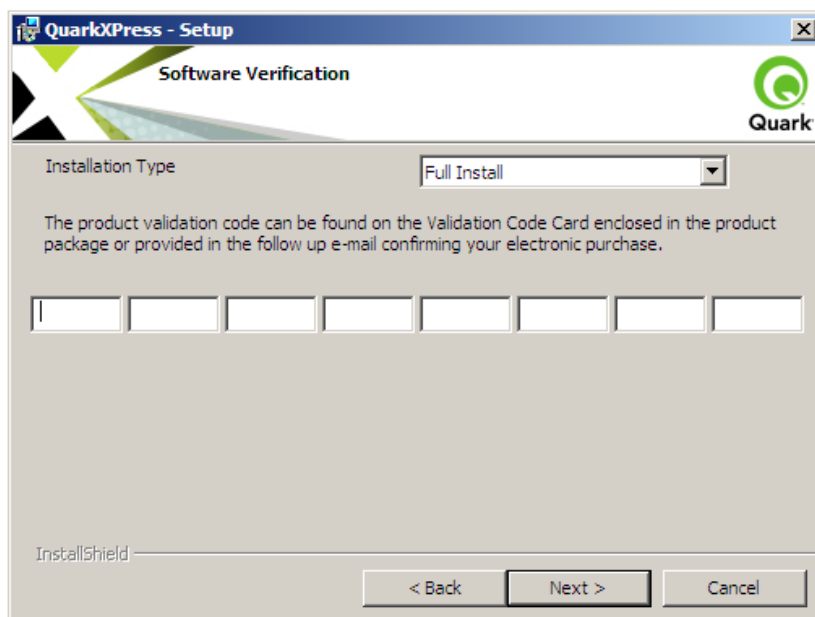 QuarkXPress - Setup
Software Verification
Quark
Installation Type
Full Install
The product validation code can be found on the Validation Code Card enclosed in the product
package or provided in the follow up e-mail confirming your electronic purchase.
InstallShield
< Back
Next >
Cancel